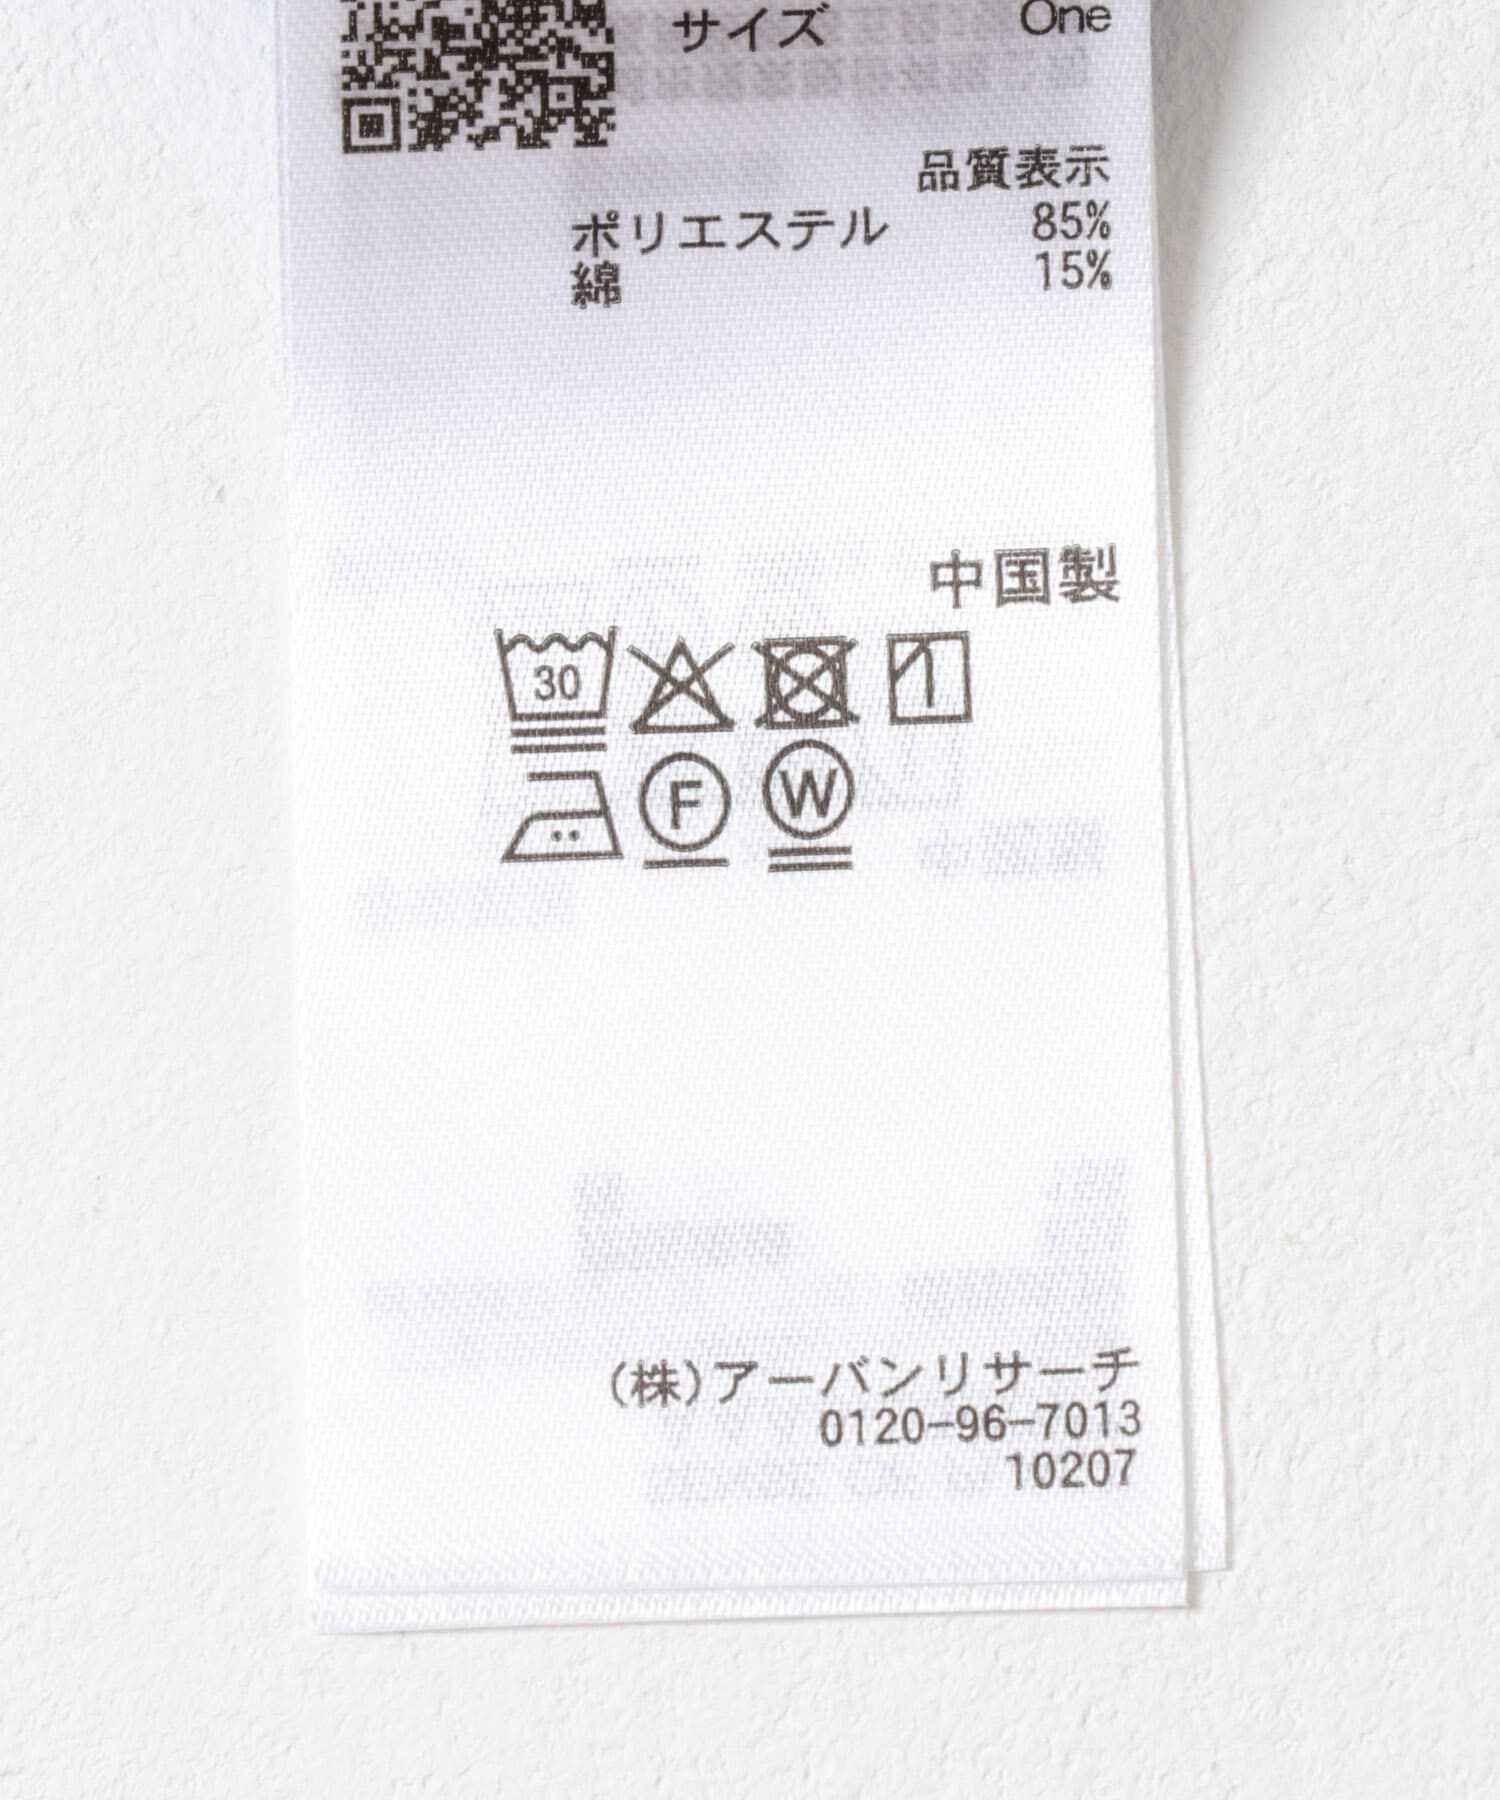 サイズ One
品質表示
ポリエステル 85%
綿 15%
中国製
30
F W
(株)アーバンリサーチ
0120-96-7013
10207